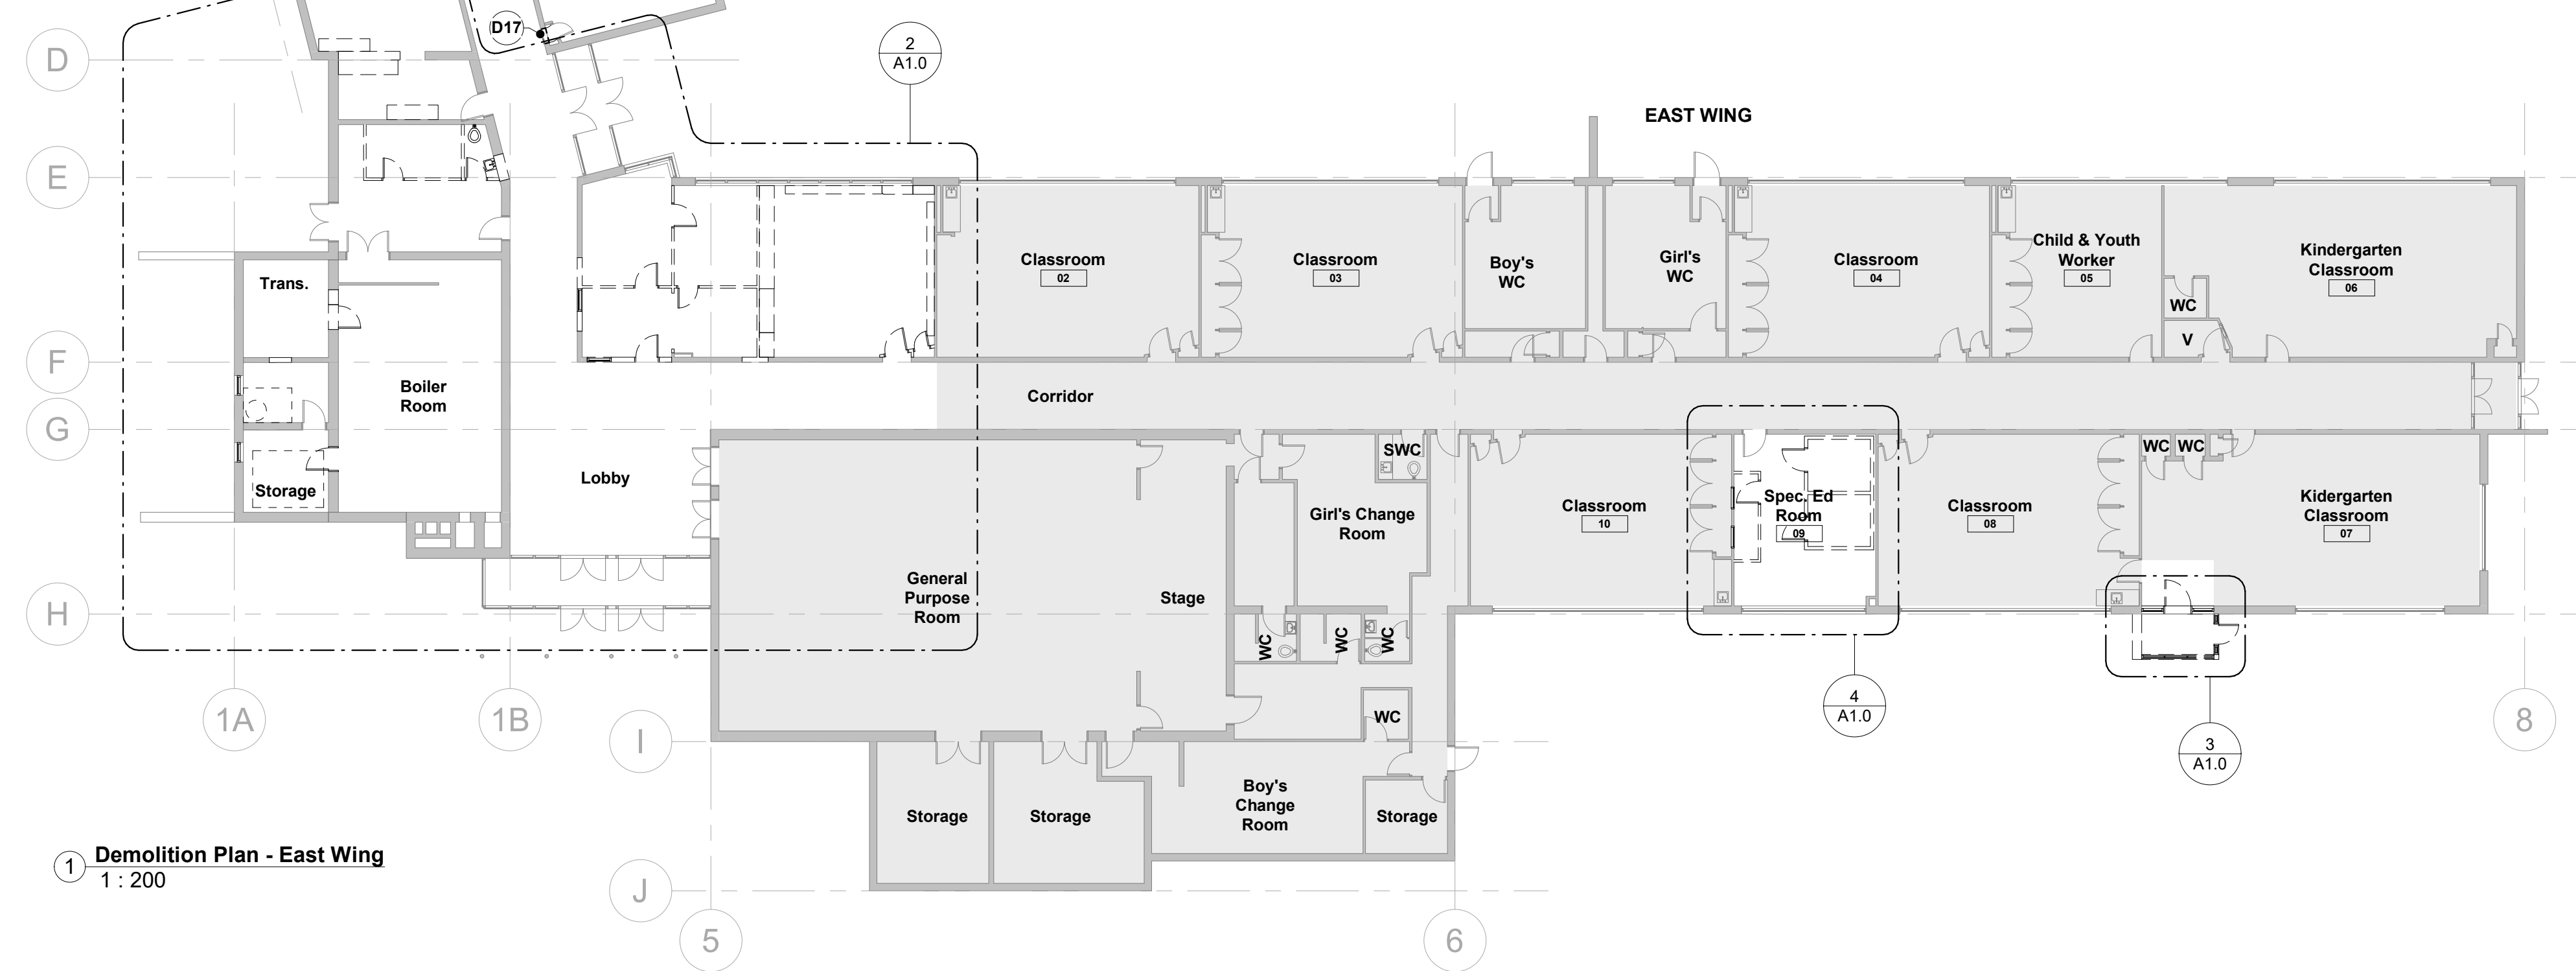 D17
2
A1.0
D
EAST WING
E
Classroom
02
Classroom
03
Boy's
WC
Girl's
WC
Classroom
04
Child & Youth
Worker
05
Kindergarten
Classroom
06
WC
V
Trans.
F
Boiler
Room
Corridor
G
Storage
Lobby
SWC
Girl's Change
Room
Classroom
10
Spec. Ed
Room
09
Classroom
08
WC
WC
Kidergarten
Classroom
07
General
Purpose
Room
Stage
H
WC
WC
WC
WC
4
A1.0
3
A1.0
1A
1B
I
8
Storage
Storage
Boy's
Change
Room
Storage
1
Demolition Plan - East Wing
1 : 200
J
5
6